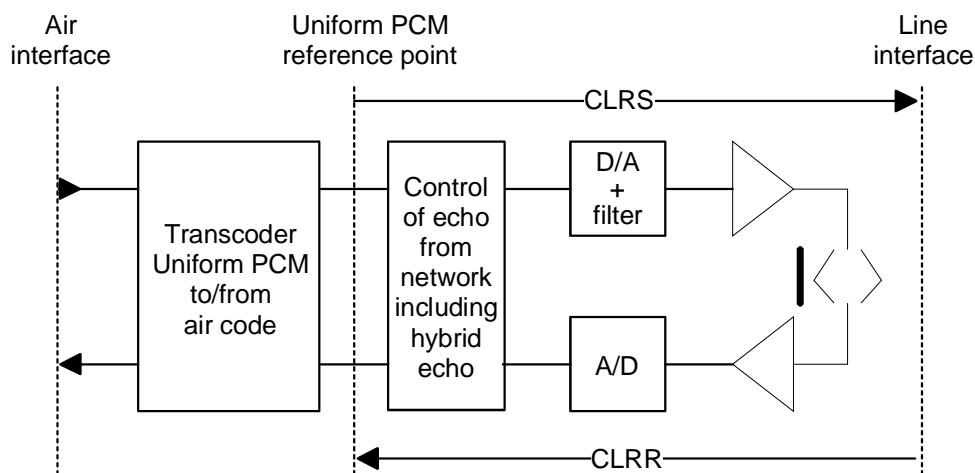 Air
interface
Uniform PCM
reference point
Line
interface
CLRS
Transcoder
Uniform PCM
to/from
air code
Control
of echo
from
network
including
hybrid
echo
D/A
+
filter
A/D
CLRR